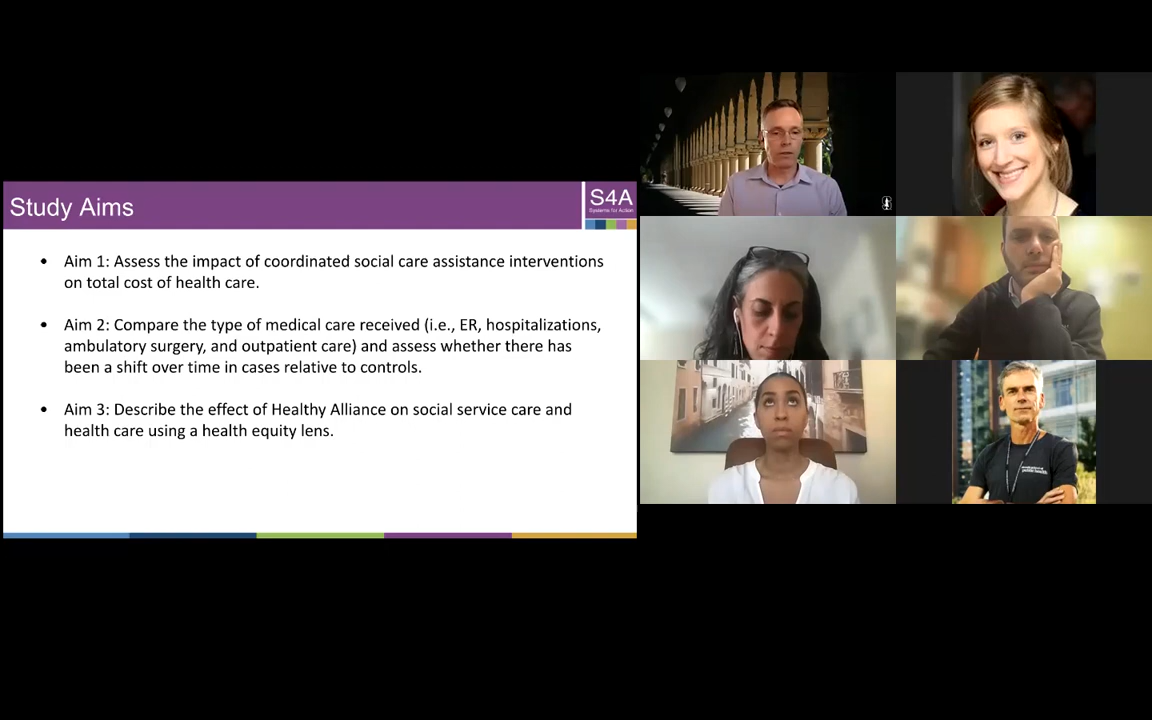 Study Aims
S4A
Systems for Action
• Aim 1: Assess the impact of coordinated social care assistance interventions
on total cost of health care.
• Aim 2: Compare the type of medical care received (i.e., ER, hospitalizations,
ambulatory surgery, and outpatient care) and assess whether there has
been a shift over time in cases relative to controls.
• Aim 3: Describe the effect of Healthy Alliance on social service care and
health care using a health equity lens.
public health